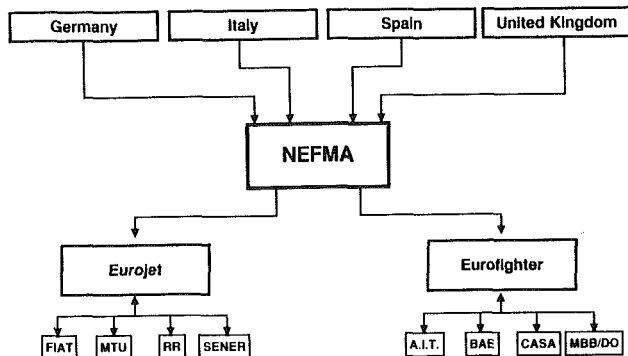 Germany
Italy
Spain
United Kingdom
NEFMA
Eurojet
Eurofighter
FIAT
MTU
RR
SENER
A.I.T.
BAE
CASA
MBB/DO